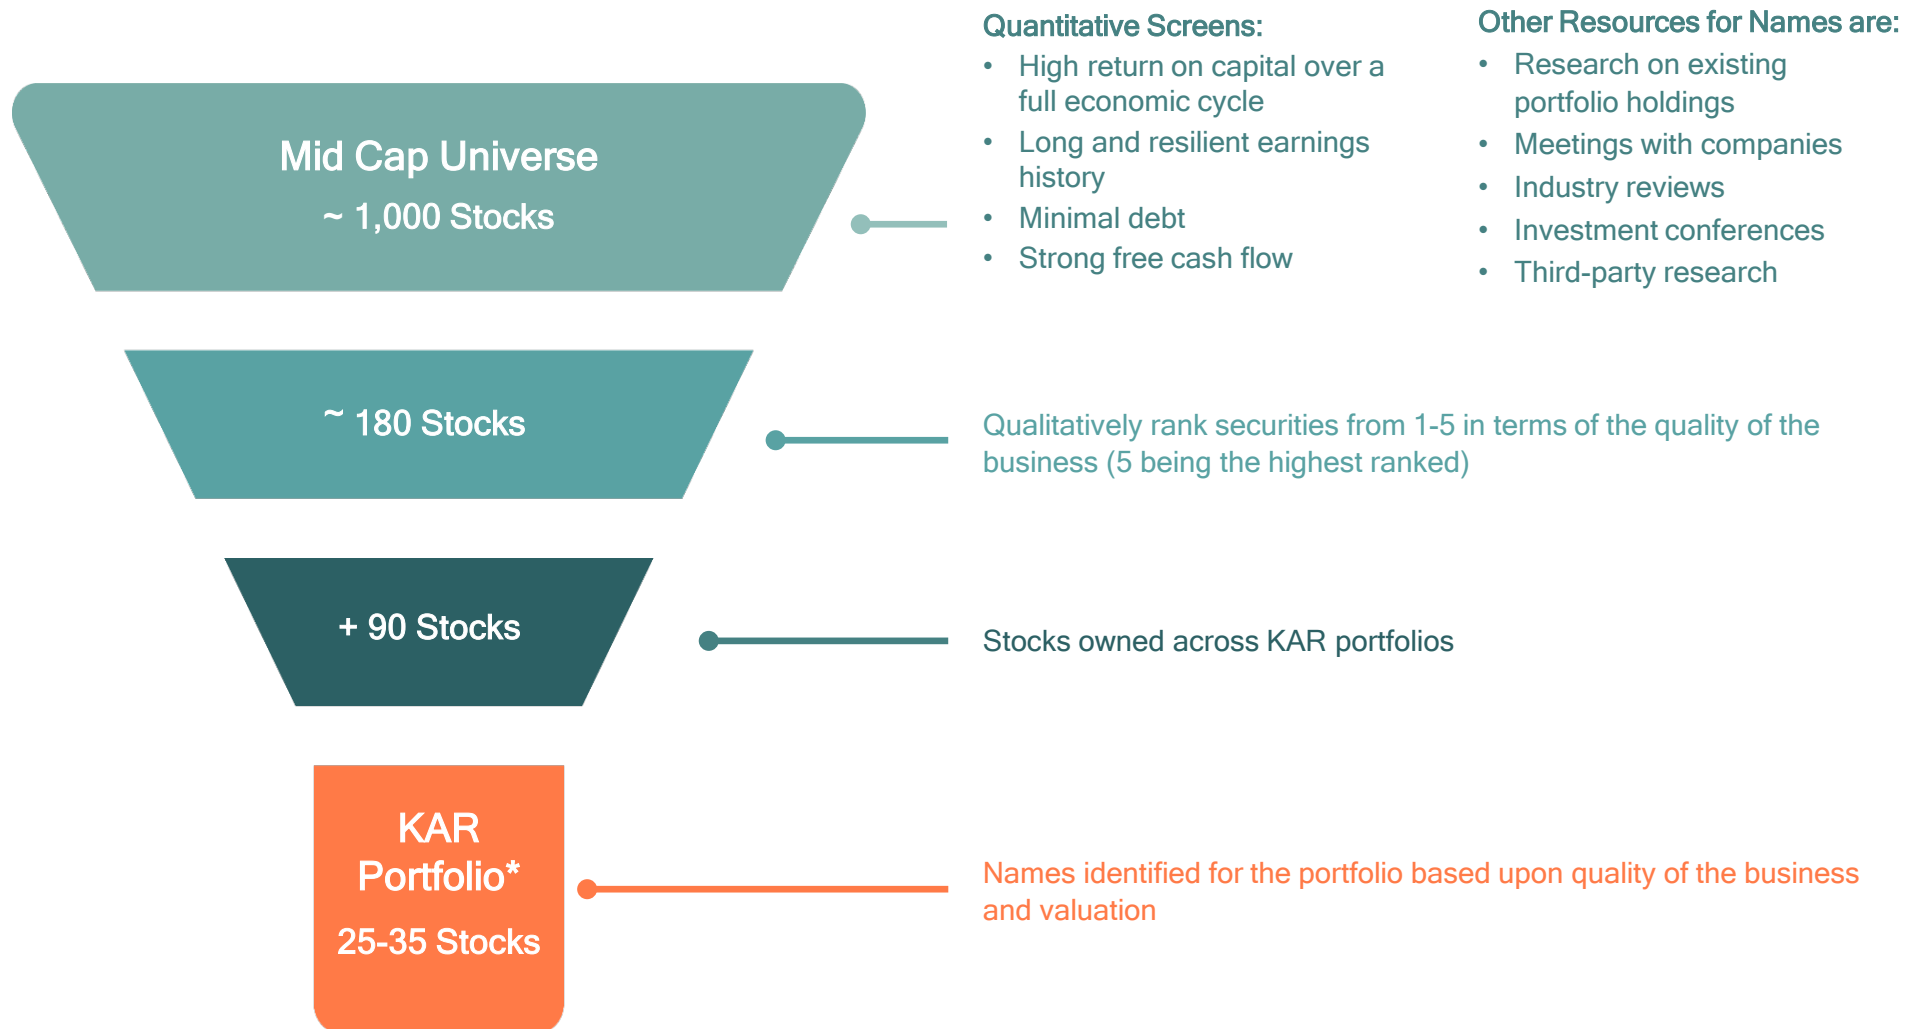 Mid Cap Universe
~ 1,000 Stocks
Quantitative Screens:
• High return on capital over a
full economic cycle
• Long and resilient earnings
history
• Minimal debt
• Strong free cash flow
Other Resources for Names are:
• Research on existing
portfolio holdings
• Meetings with companies
• Industry reviews
• Investment conferences
• Third-party research
~ 180 Stocks
Qualitatively rank securities from 1-5 in terms of the quality of the
business (5 being the highest ranked)
+ 90 Stocks
Stocks owned across KAR portfolios
KAR
Portfolio*
25-35 Stocks
Names identified for the portfolio based upon quality of the business
and valuation